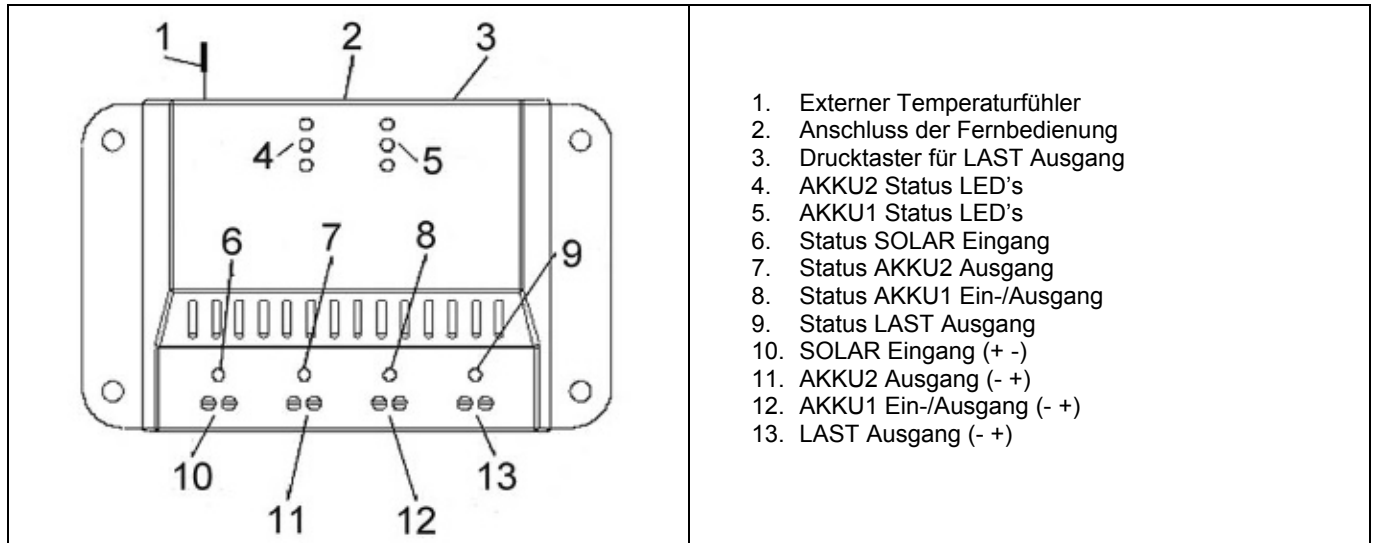 1 2 3
4 5
6 7 8 9
10 11 12 13
1. Externer Temperaturfühler
2. Anschluss der Fernbedienung
3. Drucktaster für LAST Ausgang
4. AKKU2 Status LED’s
5. AKKU1 Status LED’s
6. Status SOLAR Eingang
7. Status AKKU2 Ausgang
8. Status AKKU1 Ein-/Ausgang
9. Status LAST Ausgang
10. SOLAR Eingang (+ -)
11. AKKU2 Ausgang (- +)
12. AKKU1 Ein-/Ausgang (- +)
13. LAST Ausgang (- +)